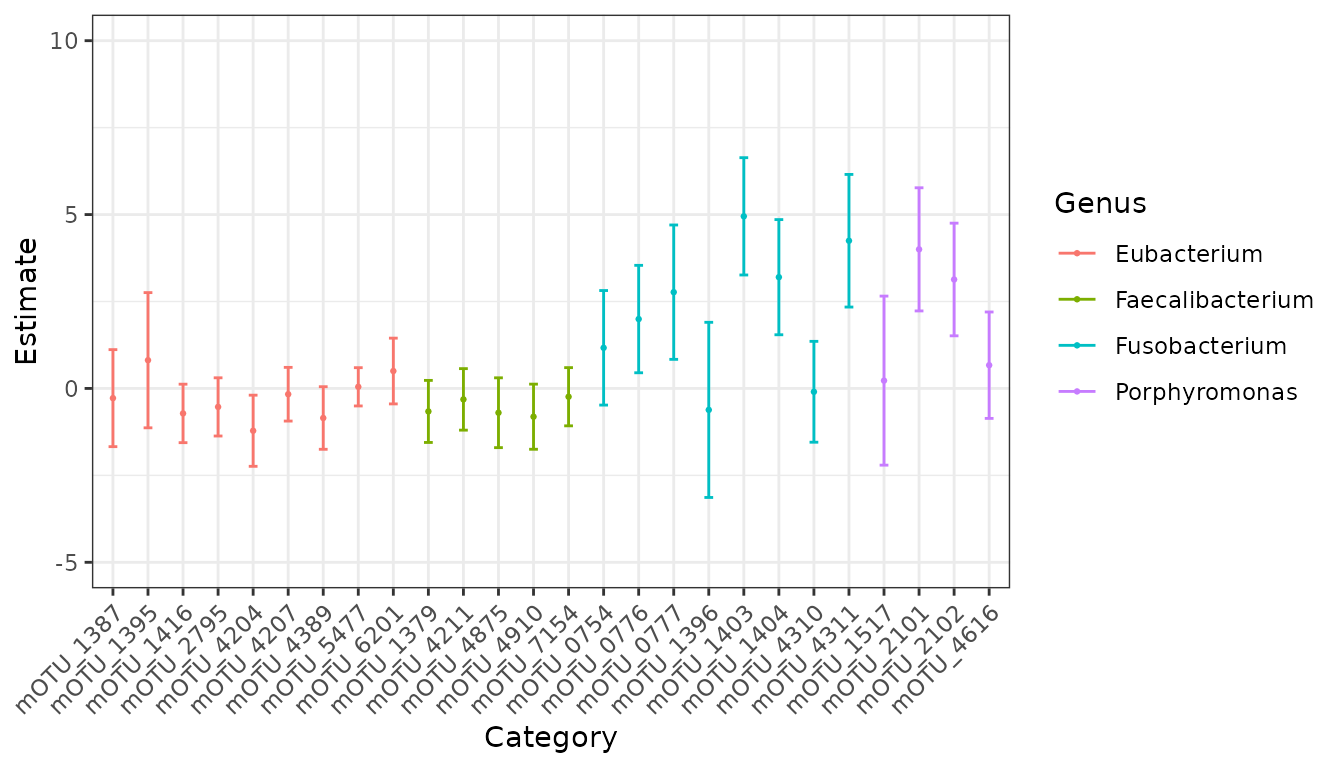 10
5
0
-5
Estimate
mOTU_1387
mOTU_1395
mOTU_1416
mOTU_2795
mOTU_4204
mOTU_4207
mOTU_4389
mOTU_5477
mOTU_6201
mOTU_1379
mOTU_4211
mOTU_4875
mOTU_4910
mOTU_7154
mOTU_0754
mOTU_0776
mOTU_0777
mOTU_1396
mOTU_1403
mOTU_1404
mOTU_4310
mOTU_4311
mOTU_1517
mOTU_2101
mOTU_2102
mOTU_4616
Category
Genus
Eubacterium
Faecalibacterium
Fusobacterium
Porphyromonas